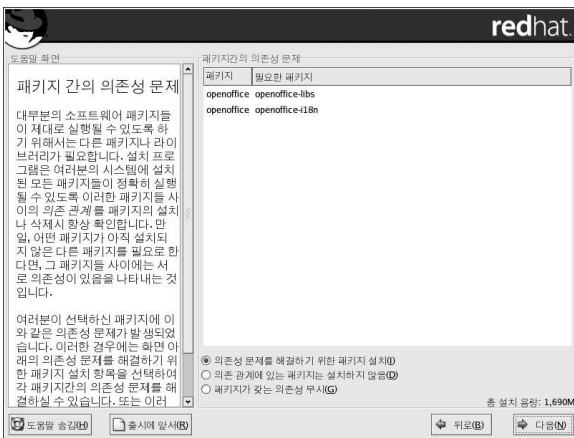 redhat.
도움말 화면
패키지 간의 의존성 문제
대부분의 소프트웨어 패키지들
이 제대로 실행될 수 있도록 하
기 위해서는 다른 패키지나 라이
브러리가 필요합니다. 설치 프로
그램은 여러분의 시스템에 설치
된 모든 패키지들이 정확히 실행
될 수 있도록 이러한 패키지들 사
이의 의존 관계를 패키지의 설치
나 삭제시 항상 확인합니다. 만
일, 어떤 패키지가 아직 설치되
지 않은 다른 패키지를 필요로 한
다면, 그 패키지들 사이에는 서
로 의존성이 있음을 나타내는 것
입니다.
여러분이 선택하신 패키지에 이
와 같은 의존성 문제가 발생되었
습니다. 이러한 경우에는 화면 아
래의 의존성 문제를 해결하기 위
한 패키지 설치 항목을 선택하여
각 패키지간의 의존성 문제를 해
결하실 수 있습니다. 또는 이러
패키지간의 의존성 문제
패키지 필요한 패키지
openoffice openoffice-libs
openoffice openoffice-i18n
의존성 문제를 해결하기 위한 패키지 설치(I)
의존 관계에 있는 패키지는 설치하지 않음(D)
패키지가 갖는 의존성 무시(G)
총 설치 용량: 1,690M
도움말 숨김(H)
출시에 앞서(R)
뒤로(B)
다음(N)